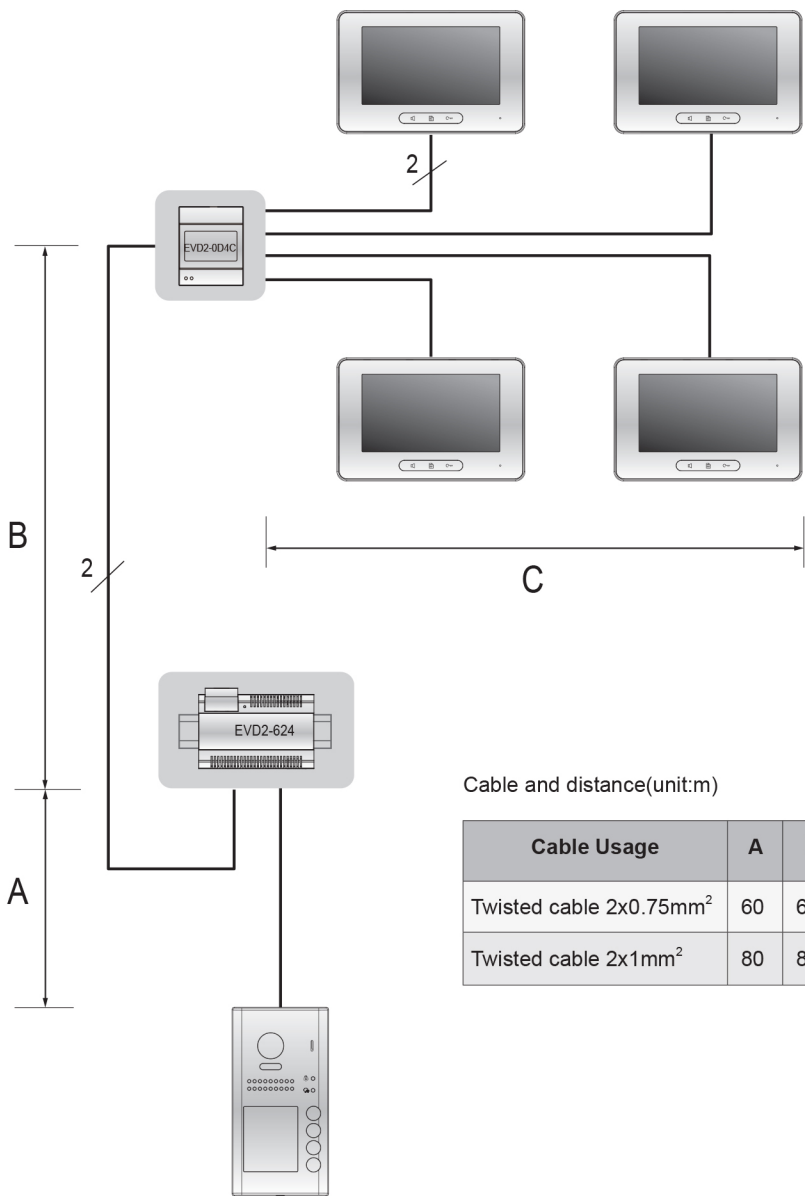 2
EVD2-0D4C
B
2
C
EVD2-624
Cable and distance(unit:m)
Cable Usage A
Twisted cable 2x0.75mm² 60
Twisted cable 2x1mm² 80
A